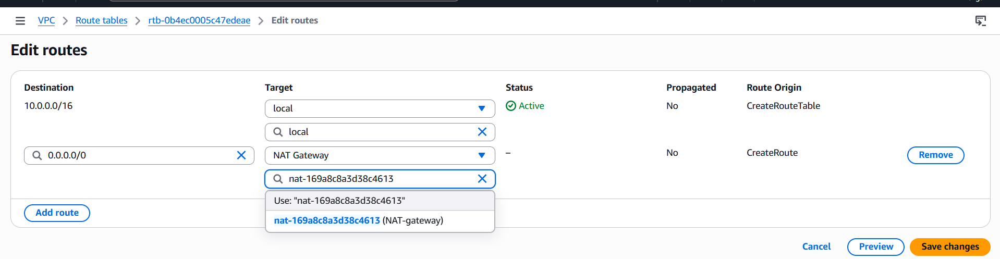 VPC > Route tables > rtb-0b4ec0005c47edeae > Edit routes
Edit routes
Destination Target Status Propagated Route Origin
10.0.0.0/16 local Active No CreateRouteTable
local
0.0.0.0/0 NAT Gateway – No CreateRoute Remove
nat-169a8c8a3d38c4613
Use: "nat-169a8c8a3d38c4613"
Add route
nat-169a8c8a3d38c4613 (NAT-gateway)
Cancel Preview Save changes